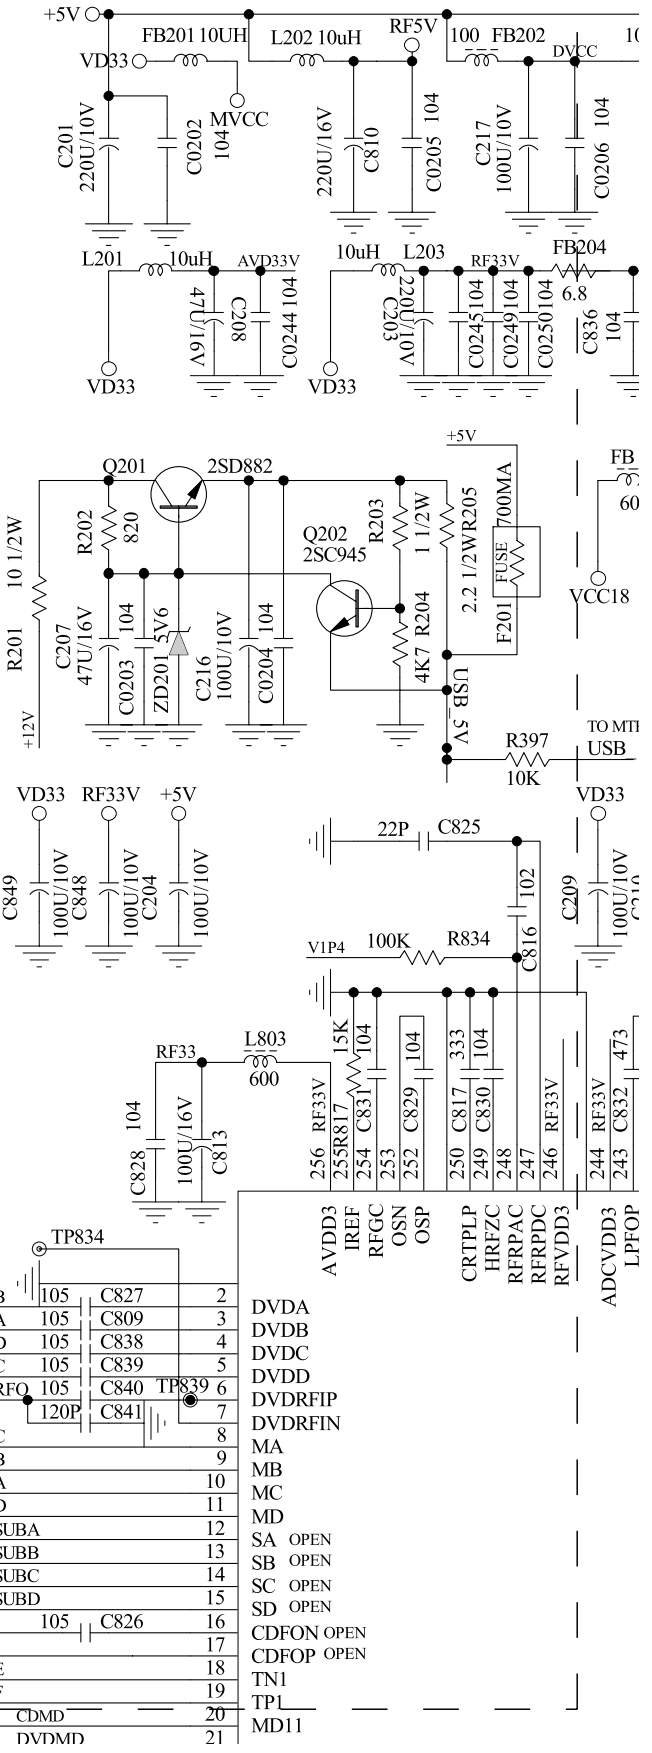 +5V
FB201 10UH
L202 10uH
RF5V
100
FB202
DVCC
10
VD33
MVCC
C201
220U/10V
C0202
104
220U/16V
C810
C0205
104
C217
100U/10V
C0206
104
L201
10uH
AVD33V
10uH
L203
RF33V
FB204
6.8
47U/16V
C208
C0244
104
220U/10V
C203
C0245
104
C0249
104
C0250
104
C836
104
VD33
VD33
+5V
Q201
2SD882
R202
820
Q202
2SC945
R203
1 1/2W
R205
2.2 1/2W
700MA
FUSE
F201
FB
60
VCC18
10 1/2W
R201
+12V
C207
47U/16V
C0203
104
ZD201
5V6
C216
100U/10V
C0204
104
4K7
R204
USB_5V
R397
10K
TO MT
USB
VD33
RF33V
+5V
VD33
C849
100U/10V
C848
100U/10V
C204
100U/10V
C209
100U/10V
22P
C825
102
C816
V1P4
100K
R834
RF33
L803
600
C828
104
100U/16V
C813
RF33V
15K
R817
104
C831
C829
104
C817
333
C830
104
RF33V
RF33V
C832
473
256
255
254
253
252
250
249
248
247
246
244
243
AVDD3
IREF
RFGC
OSN
OSP
CRTPLP
HRFZC
RFRPAC
RFRPDC
RFVDD3
ADCVDD3
LPFOP
TP834
B
105
C827
2
DVDA
A
105
C809
3
DVDB
D
105
C838
4
DVDC
C
105
C839
5
DVDD
RFO
105
C840
TP839
6
DVDRFIP
120P
C841
7
DVDRFIN
C
8
MA
B
9
MB
A
10
MC
D
11
MD
SUBA
12
SA OPEN
SUBB
13
SB OPEN
SUBC
14
SC OPEN
SUBD
15
SD OPEN
105
C826
16
CDFON OPEN
17
CDFOP OPEN
E
18
TN1
F
19
TP1
CDMD
20
MD11
DVDMD
21